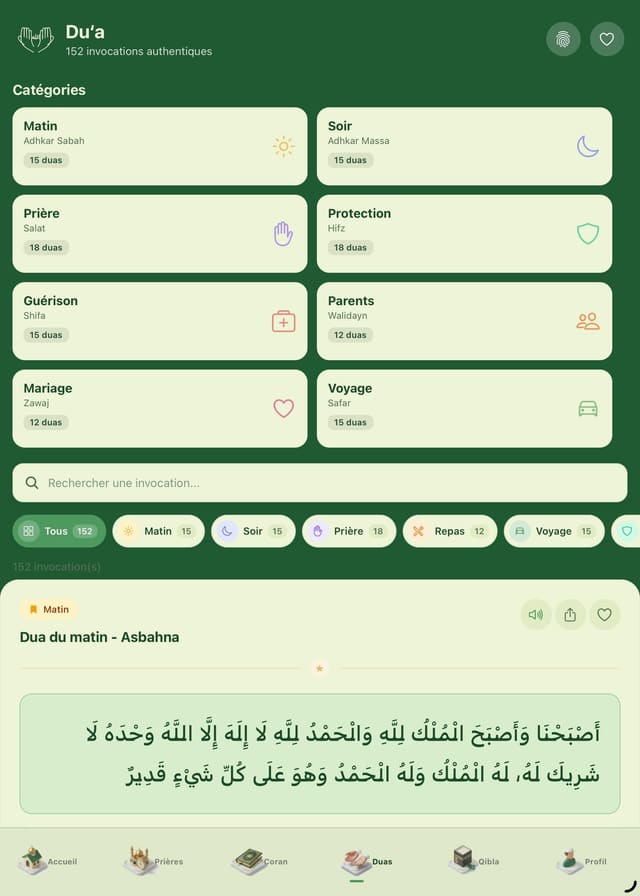 Duʻa
152 invocations authentiques
Catégories
Matin
Adhkar Sabah
15 duas
Soir
Adhkar Massa
15 duas
Prière
Salat
18 duas
Protection
Hifz
18 duas
Guérison
Shifa
15 duas
Parents
Walidayn
12 duas
Mariage
Zawaj
12 duas
Voyage
Safar
15 duas
Rechercher une invocation...
Tous 152 Matin 15 Soir 15 Prière 18 Repas 12 Voyage 15
152 invocation(s)
Matin
Dua du matin - Asbahna
أَصْبَحْنَا وَأَصْبَحَ الْمُلْكُ لِلَّهِ وَالْحَمْدُ لِلَّهِ لَا إِلَهَ إِلَّا اللَّهُ وَحْدَهُ لَا
شَرِيكَ لَهُ، لَهُ الْمُلْكُ وَلَهُ الْحَمْدُ وَهُوَ عَلَى كُلِّ شَيْءٍ قَدِيرٌ
Accueil Prières Coran Duas Qibla Profil